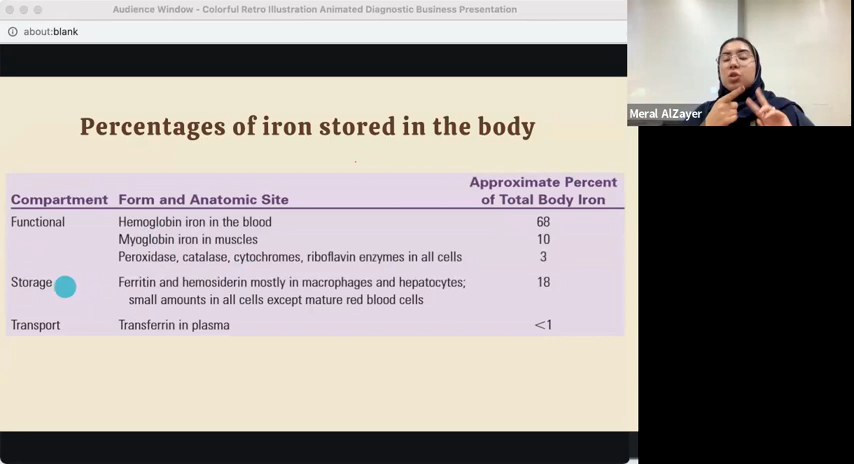 Audience Window - Colorful Retro Illustration Animated Diagnostic Business Presentation
about:blank
Meral AlZayer
Percentages of iron stored in the body
Approximate Percent
Compartment Form and Anatomic Site of Total Body Iron
Functional Hemoglobin iron in the blood 68
Myoglobin iron in muscles 10
Peroxidase, catalase, cytochromes, riboflavin enzymes in all cells 3
Storage Ferritin and hemosiderin mostly in macrophages and hepatocytes; 18
small amounts in all cells except mature red blood cells
Transport Transferrin in plasma <1